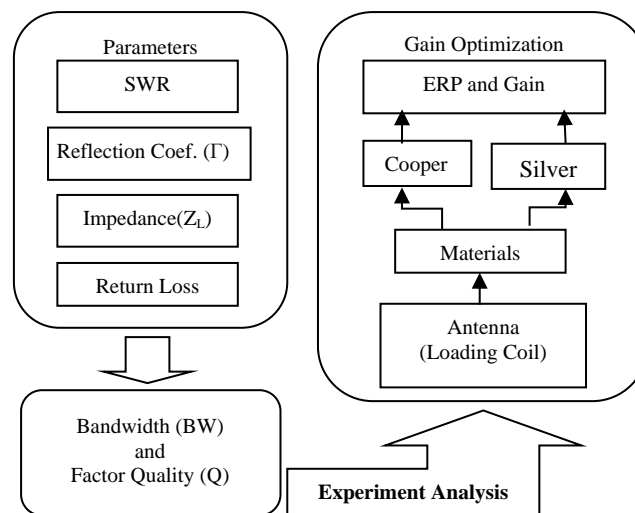 Parameters
SWR
Reflection Coef. (Γ)
Impedance(Z_L)
Return Loss
Bandwidth (BW)
and
Factor Quality (Q)
Gain Optimization
ERP and Gain
Cooper
Silver
Materials
Antenna
(Loading Coil)
Experiment Analysis